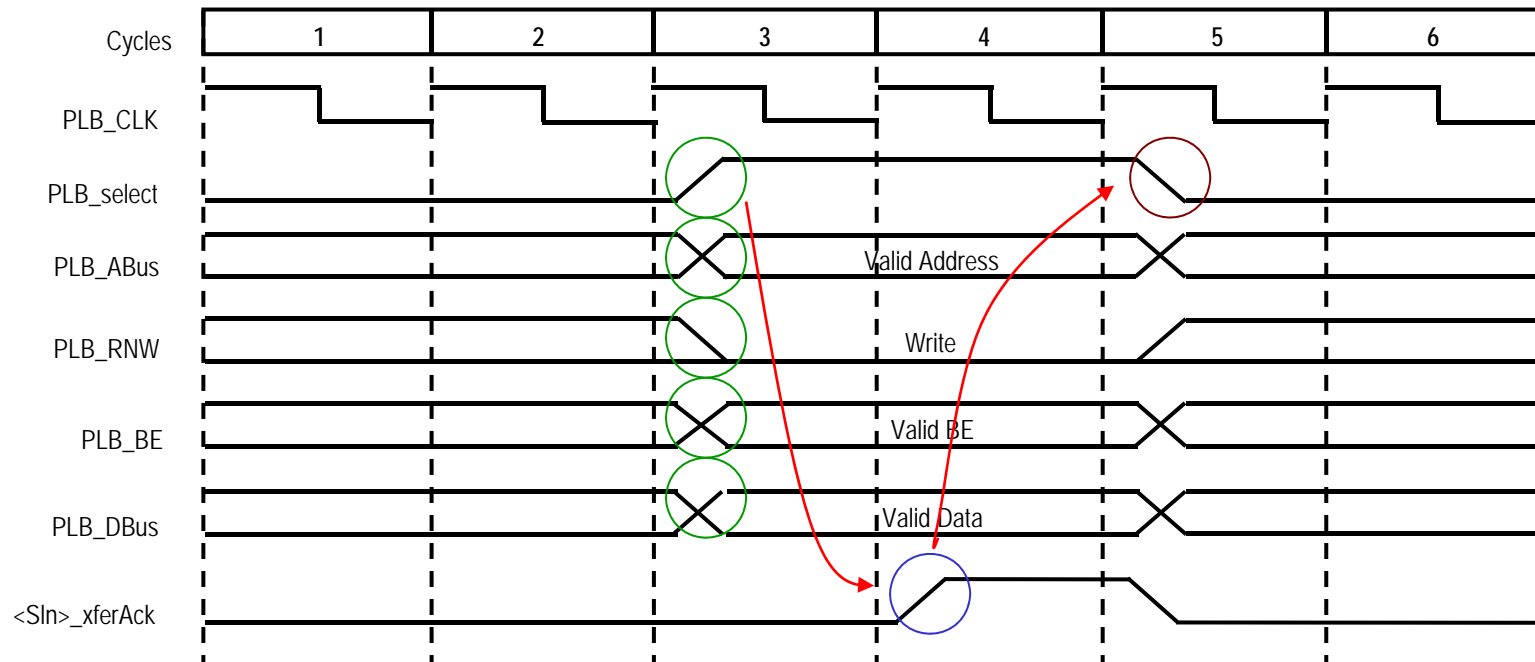 Cycles 1 2 3 4 5 6
PLB_CLK
PLB_select
PLB_ABus Valid Address
PLB_RNW Write
PLB_BE Valid BE
PLB_DBus Valid Data
<Sln>_xferAck